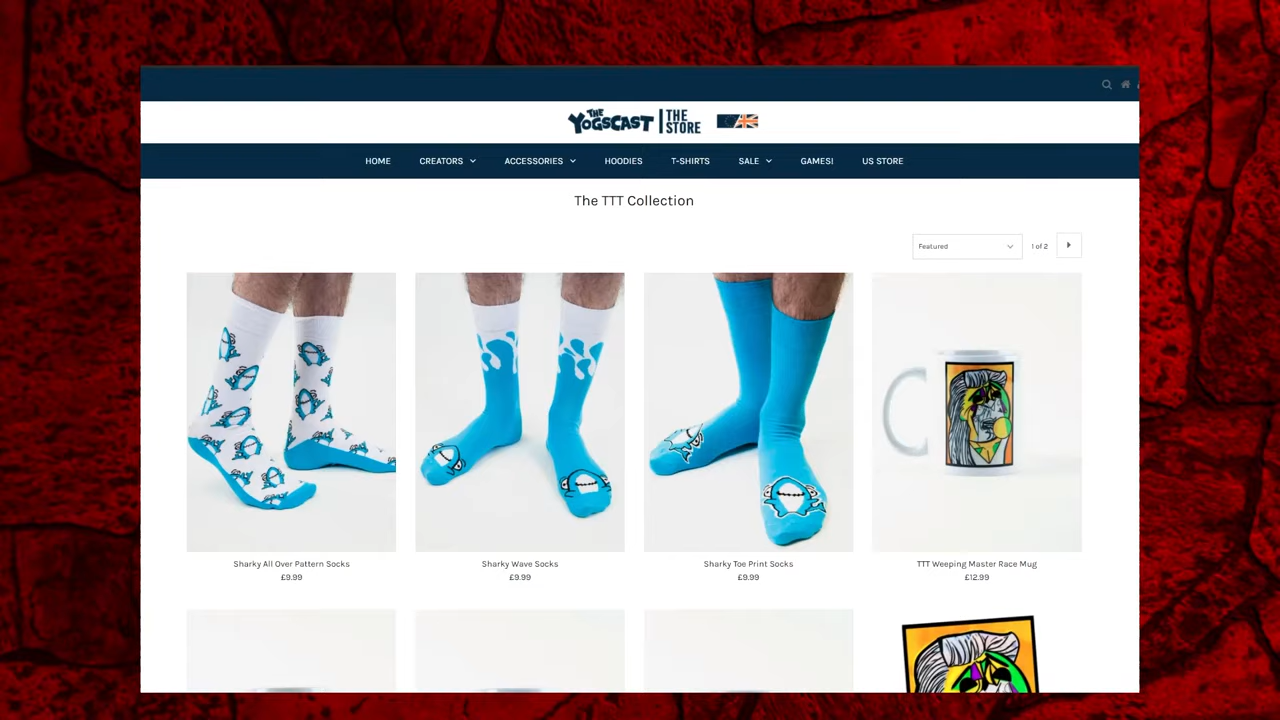 THE YOGSCAST | THE STORE
HOME CREATORS ACCESSORIES HOODIES T-SHIRTS SALE GAMES! US STORE
The TTT Collection
Featured 1 of 2
Sharky All Over Pattern Socks Sharky Wave Socks Sharky Toe Print Socks TTT Weeping Master Race Mug
£9.99 £9.99 £9.99 £12.99